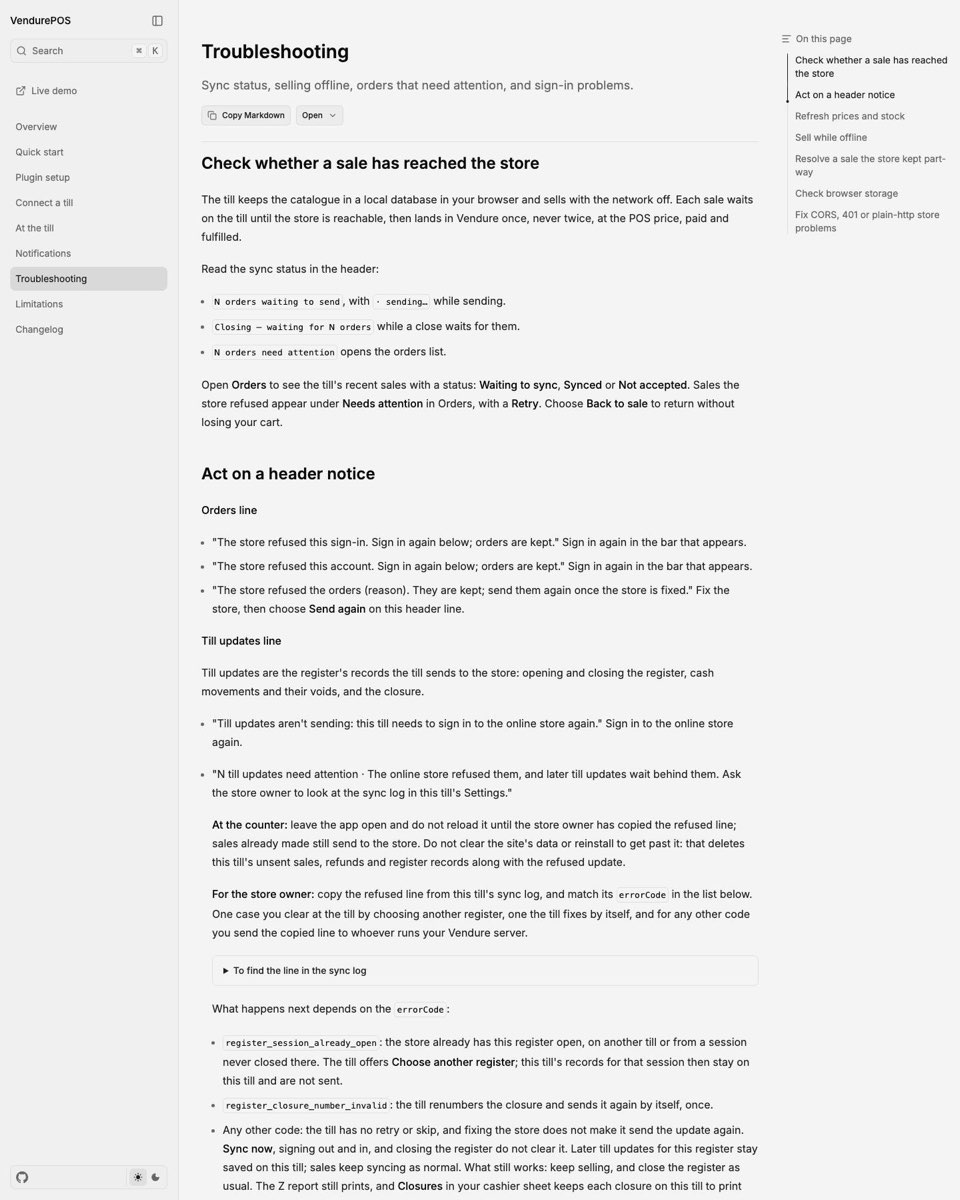 VendurePOS
Search
⌘ K
Live demo
Overview
Quick start
Plugin setup
Connect a till
At the till
Notifications
Troubleshooting
Limitations
Changelog
Troubleshooting
Sync status, selling offline, orders that need attention, and sign-in problems.
Copy Markdown
Open
Check whether a sale has reached the store
The till keeps the catalogue in a local database in your browser and sells with the network off. Each sale waits
on the till until the store is reachable, then lands in Vendure once, never twice, at the POS price, paid and
fulfilled.
Read the sync status in the header:
• N orders waiting to send, with · sending… while sending.
• Closing — waiting for N orders while a close waits for them.
• N orders need attention opens the orders list.
Open Orders to see the till's recent sales with a status: Waiting to sync, Synced or Not accepted. Sales the
store refused appear under Needs attention in Orders, with a Retry. Choose Back to sale to return without
losing your cart.
Act on a header notice
Orders line
• "The store refused this sign-in. Sign in again below; orders are kept." Sign in again in the bar that appears.
• "The store refused this account. Sign in again below; orders are kept." Sign in again in the bar that appears.
• "The store refused the orders (reason). They are kept; send them again once the store is fixed." Fix the
store, then choose Send again on this header line.
Till updates line
Till updates are the register's records the till sends to the store: opening and closing the register, cash
movements and their voids, and the closure.
• "Till updates aren't sending: this till needs to sign in to the online store again." Sign in to the online store
again.
• "N till updates need attention · The online store refused them, and later till updates wait behind them. Ask
the store owner to look at the sync log in this till's Settings."
At the counter: leave the app open and do not reload it until the store owner has copied the refused line;
sales already made still send to the store. Do not clear the site's data or reinstall to get past it: that deletes
this till's unsent sales, refunds and register records along with the refused update.
For the store owner: copy the refused line from this till's sync log, and match its errorCode in the list below.
One case you clear at the till by choosing another register, one the till fixes by itself, and for any other code
you send the copied line to whoever runs your Vendure server.
▶ To find the line in the sync log
What happens next depends on the errorCode:
• register_session_already_open: the store already has this register open, on another till or from a session
never closed there. The till offers Choose another register; this till's records for that session then stay on
this till and are not sent.
• register_closure_number_invalid: the till renumbers the closure and sends it again by itself, once.
• Any other code: the till has no retry or skip, and fixing the store does not make it send the update again.
Sync now, signing out and in, and closing the register do not clear it. Later till updates for this register stay
saved on this till; sales keep syncing as normal. What still works: keep selling, and close the register as
usual. The Z report still prints, and Closures in your cashier sheet keeps each closure on this till to print
On this page
Check whether a sale has reached
the store
Act on a header notice
Refresh prices and stock
Sell while offline
Resolve a sale the store kept part-
way
Check browser storage
Fix CORS, 401 or plain-http store
problems